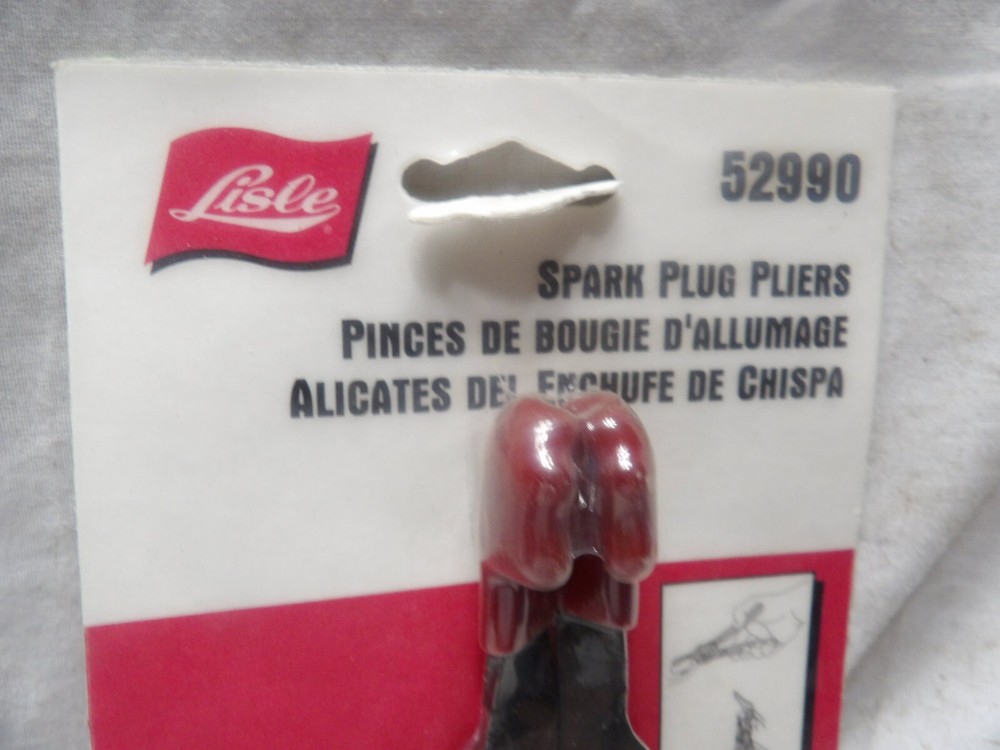 Lisle
52990
SPARK PLUG PLIERS
PINCES DE BOUGIE D'ALLUMAGE
ALICATES DEL ENCHUFE DE CHISPA